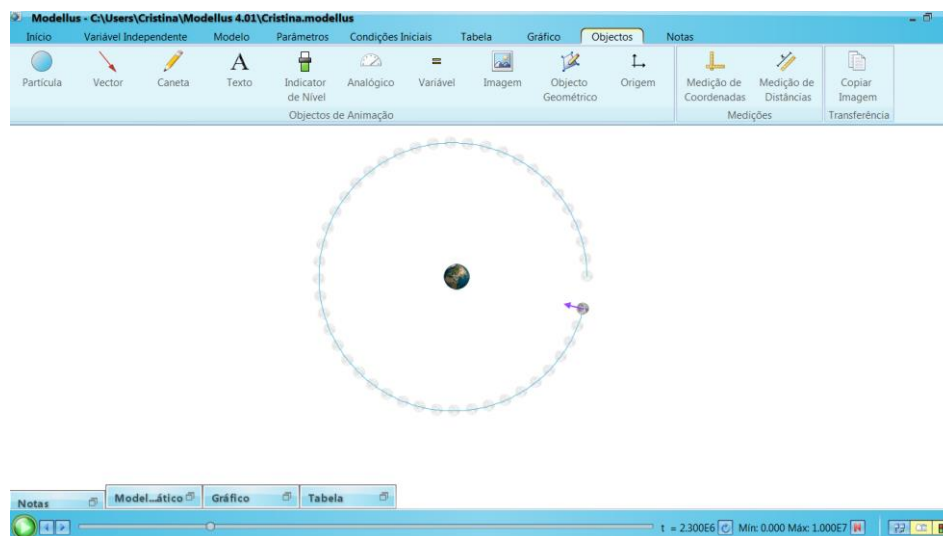 Modellus - C:\Users\Cristina\Modellus 4.01\Cristina.modellus
Início Variável Independente Modelo Parâmetros Condições Iniciais Tabela Gráfico Objectos Notas
Partícula Vector Caneta Texto Indicador de Nível Analógico Variável Imagem Objecto Geométrico Origem Medição de Coordenadas Medição de Distâncias Copiar Imagem
Objectos de Animação Medições Transferência
Notas Model...ático Gráfico Tabela
t = 2.300E6 Mín: 0.000 Máx: 1.000E7